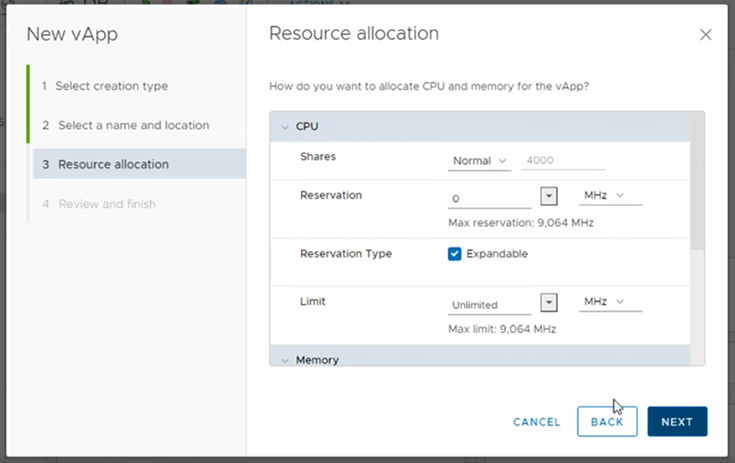 ACTIONS
New vApp
1 Select creation type
2 Select a name and location
3 Resource allocation
4 Review and finish
Resource allocation
How do you want to allocate CPU and memory for the vApp?
CPU
Shares Normal 4000
Reservation 0 MHz
Max reservation: 9,064 MHz
Reservation Type Expandable
Limit Unlimited MHz
Max limit: 9,064 MHz
Memory
CANCEL BACK NEXT